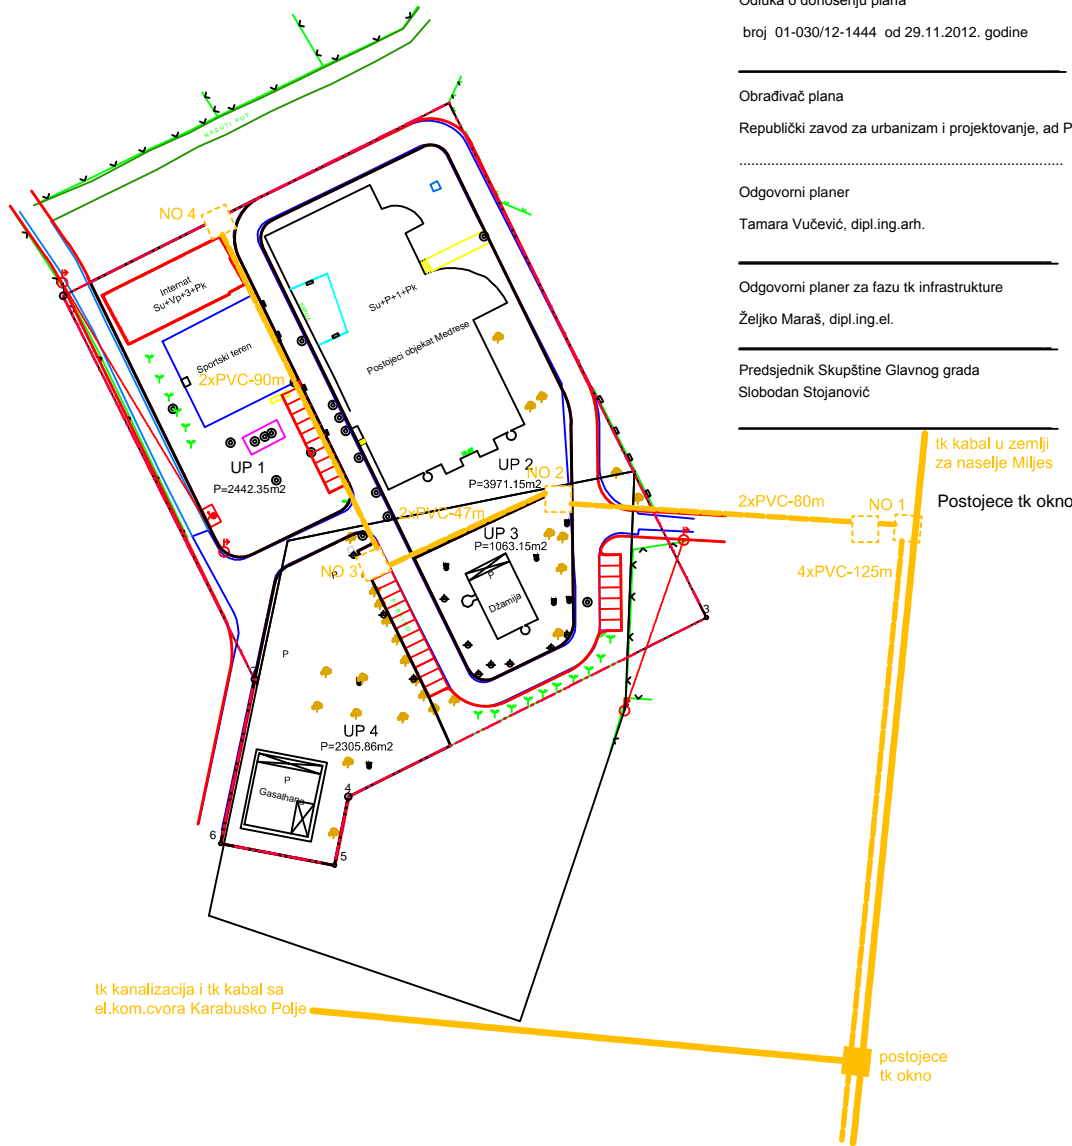 Odluka o donošenju plana
broj 01-030/12-1444 od 29.11.2012. godine
Obrađivač plana
Republički zavod za urbanizam i projektovanje, ad P
Odgovorni planer
Tamara Vučević, dipl.ing.arh.
Odgovorni planer za fazu tk infrastrukture
Željko Maraš, dipl.ing.el.
Predsjednik Skupštine Glavnog grada
Slobodan Stojanović
NASUTI PUT
NO 4
Internat
Su+Vp+3+Pk
Su+P+1+Pk
Postojeci objekat Medrese
Sportski teren
2xPVC-90m
UP 1
P=2442.35m2
UP 2
P=3971.15m2
NO 2
2xPVC-47m
UP 3
P=1063.15m2
2xPVC-80m
NO 1
tk kabal u zemlji
za naselje Miljes
Postojece tk okno
4xPVC-125m
NO 3
P
P
Džamija
3
P
7
UP 4
P=2305.86m2
P
Gasalhana
4
6
5
tk kanalizacija i tk kabal sa
el.kom.cvora Karabusko Polje
postojece
tk okno